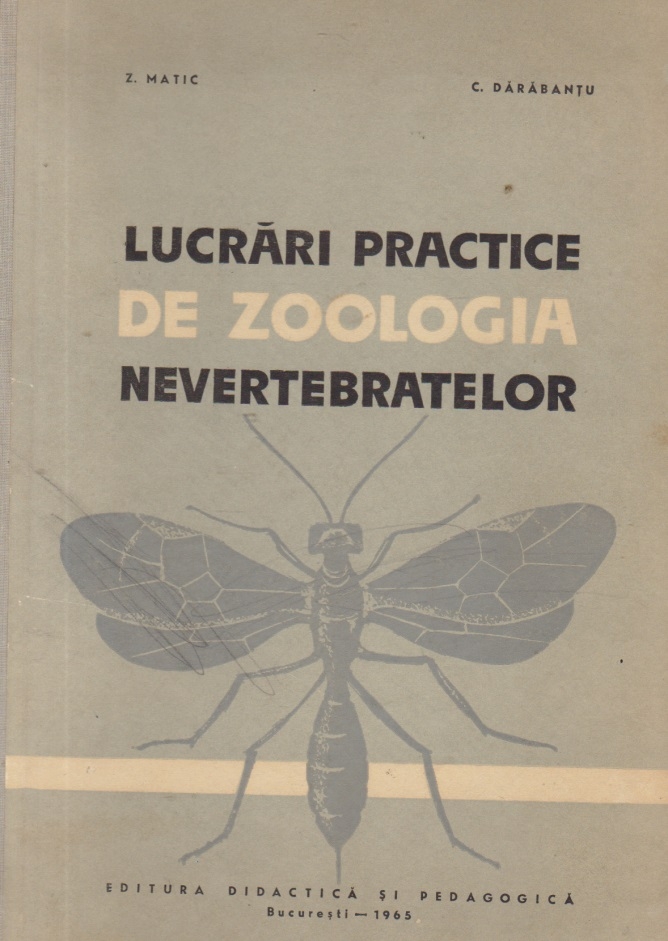 Z. MATIC
C. DĂRĂBANȚU
LUCRĂRI PRACTICE
DE ZOOLOGIA
NEVERTEBRATELOR
EDITURA DIDACTICĂ ȘI PEDAGOGICĂ
București — 1965